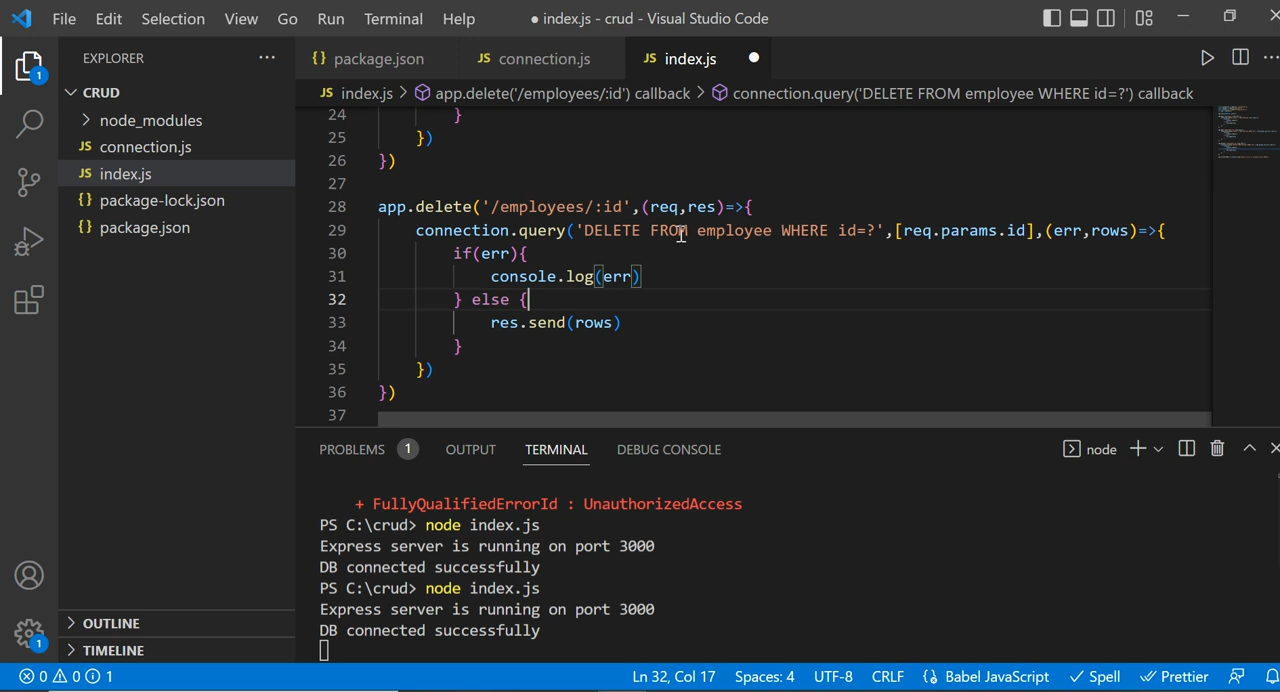 File Edit Selection View Go Run Terminal Help ● index.js - crud - Visual Studio Code
EXPLORER ··· {} package.json JS connection.js JS index.js ●
CRUD JS index.js > app.delete('/employees/:id') callback > connection.query('DELETE FROM employee WHERE id=?') callback
> node_modules
JS connection.js
JS index.js
{} package-lock.json
{} package.json
24 }
25 })
26 })
27
28 app.delete('/employees/:id',(req,res)=>{
29 connection.query('DELETE FROM employee WHERE id=?',[req.params.id],(err,rows)=>{
30 if(err){
31 console.log(err)
32 } else {
33 res.send(rows)
34 }
35 })
36 })
37
PROBLEMS 1 OUTPUT TERMINAL DEBUG CONSOLE node
+ FullyQualifiedErrorId : UnauthorizedAccess
PS C:\crud> node index.js
Express server is running on port 3000
DB connected successfully
PS C:\crud> node index.js
Express server is running on port 3000
DB connected successfully
1
1
> OUTLINE
> TIMELINE
0 0 1 Ln 32, Col 17 Spaces: 4 UTF-8 CRLF {} Babel JavaScript Spell Prettier